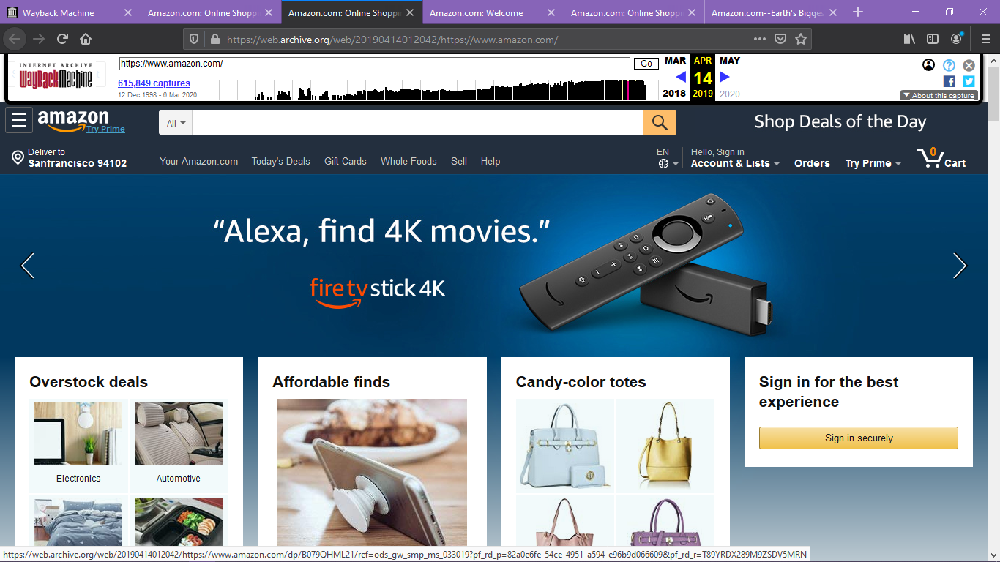 Wayback Machine
Amazon.com: Online Shoppi
Amazon.com: Online Shoppin
Amazon.com: Welcome
Amazon.com: Online Shoppi
Amazon.com--Earth's Bigges
https://web.archive.org/web/20190414012042/https://www.amazon.com/
INTERNET ARCHIVE
WayBackMachine
https://www.amazon.com/
Go
615,849 captures
12 Dec 1998 - 6 Mar 2020
MAR
APR
MAY
14
2018
2019
2020
About this capture
amazon
Try Prime
All
Shop Deals of the Day
Deliver to
Sanfrancisco 94102
Your Amazon.com
Today's Deals
Gift Cards
Whole Foods
Sell
Help
EN
Hello, Sign in
Account & Lists
Orders
Try Prime
0
Cart
“Alexa, find 4K movies.”
fire tv stick 4K
Overstock deals
Electronics
Automotive
Affordable finds
Candy-color totes
Sign in for the best
experience
Sign in securely
https://web.archive.org/web/20190414012042/https://www.amazon.com/dp/B079QHML21/ref=ods_gw_smp_ms_033019?pf_rd_p=82a0e6fe-54ce-4951-a594-e96b9d066609&pf_rd_r=T89YRDX289M9ZSDV5MRN